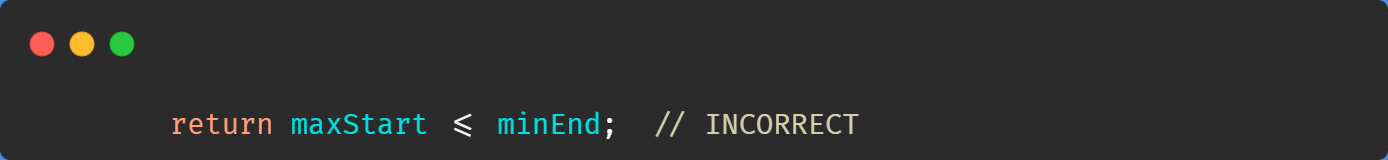 return maxStart <= minEnd;  // INCORRECT